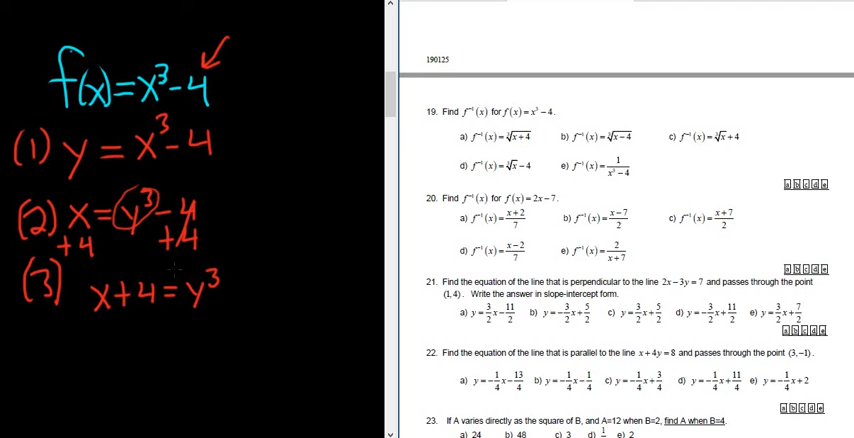 f(x)=x³-4
(1) y = x³-4
(2) x = y³-4
+4 +4
(3) x+4=y³
190125
19. Find f⁻¹(x) for f(x)=x³-4.
a) f⁻¹(x)=∛(x+4) b) f⁻¹(x)=∛(x-4) c) f⁻¹(x)=∛x+4
d) f⁻¹(x)=∛x-4 e) f⁻¹(x)=1/(x³-4)
a b c d e
20. Find f⁻¹(x) for f(x)=2x-7.
a) f⁻¹(x)=(x+2)/7 b) f⁻¹(x)=(x-7)/2 c) f⁻¹(x)=(x+7)/2
d) f⁻¹(x)=(x-2)/7 e) f⁻¹(x)=2/(x+7)
a b c d e
21. Find the equation of the line that is perpendicular to the line 2x-3y=7 and passes through the point
(1,4). Write the answer in slope-intercept form.
a) y=3/2x-11/2 b) y=-3/2x+5/2 c) y=3/2x+5/2 d) y=-3/2x+11/2 e) y=3/2x+7/2
a b c d e
22. Find the equation of the line that is parallel to the line x+4y=8 and passes through the point (3,-1).
a) y=-1/4x-13/4 b) y=-1/4x-1/4 c) y=-1/4x+3/4 d) y=-1/4x+11/4 e) y=-1/4x+2
a b c d e
23. If A varies directly as the square of B, and A=12 when B=2, find A when B=4.
a) 24 b) 48 c) 3 d) 1/ e) 2